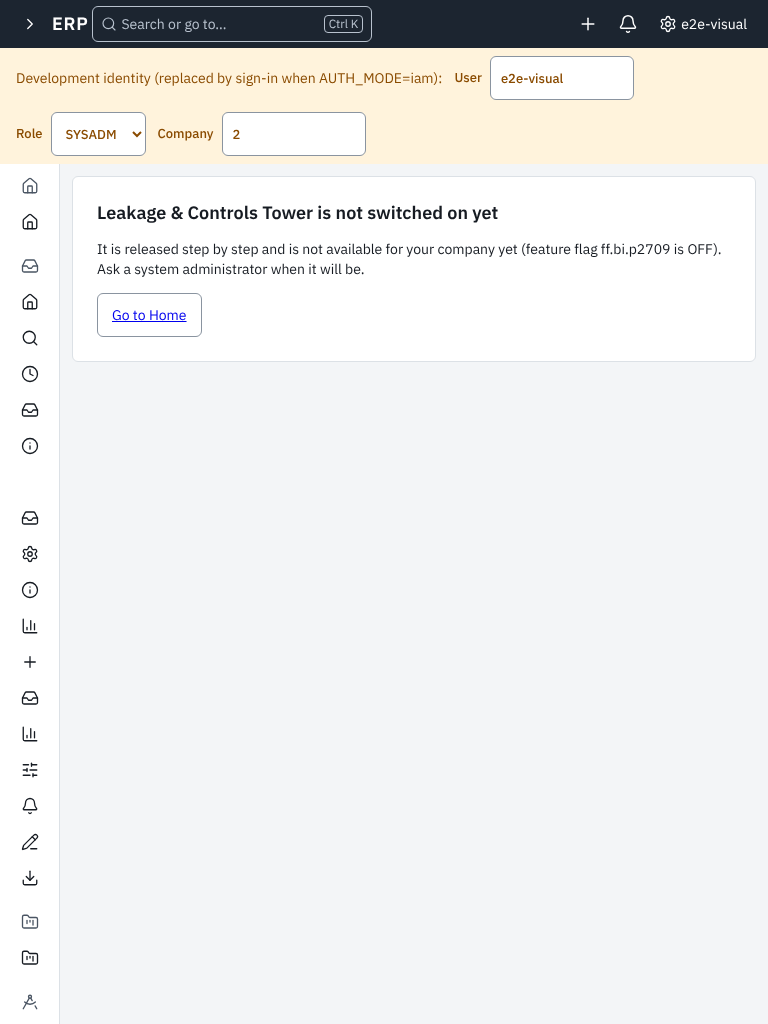 ERP Search or go to... Ctrl K e2e-visual
Development identity (replaced by sign-in when AUTH_MODE=iam): User e2e-visual
Role SYSADM Company 2
Leakage & Controls Tower is not switched on yet
It is released step by step and is not available for your company yet (feature flag ff.bi.p2709 is OFF).
Ask a system administrator when it will be.
Go to Home